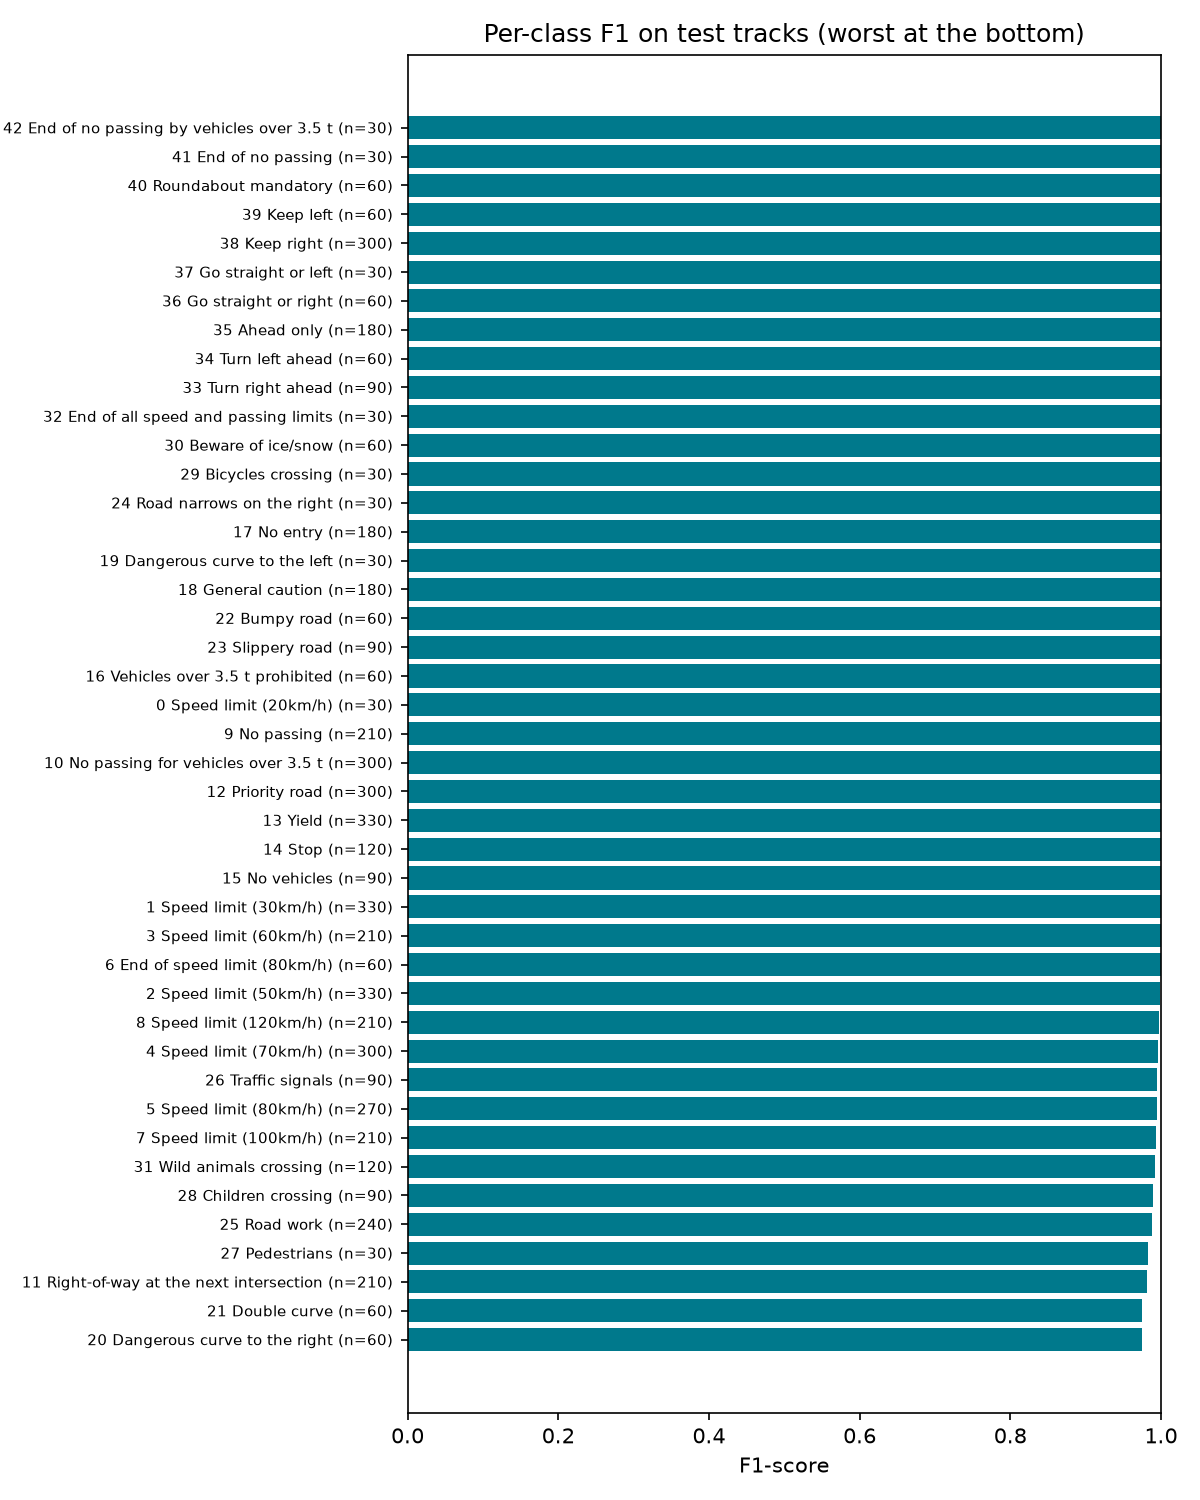 Per-class F1 on test tracks (worst at the bottom)
42 End of no passing by vehicles over 3.5 t (n=30)
41 End of no passing (n=30)
40 Roundabout mandatory (n=60)
39 Keep left (n=60)
38 Keep right (n=300)
37 Go straight or left (n=30)
36 Go straight or right (n=60)
35 Ahead only (n=180)
34 Turn left ahead (n=60)
33 Turn right ahead (n=90)
32 End of all speed and passing limits (n=30)
30 Beware of ice/snow (n=60)
29 Bicycles crossing (n=30)
24 Road narrows on the right (n=30)
17 No entry (n=180)
19 Dangerous curve to the left (n=30)
18 General caution (n=180)
22 Bumpy road (n=60)
23 Slippery road (n=90)
16 Vehicles over 3.5 t prohibited (n=60)
0 Speed limit (20km/h) (n=30)
9 No passing (n=210)
10 No passing for vehicles over 3.5 t (n=300)
12 Priority road (n=300)
13 Yield (n=330)
14 Stop (n=120)
15 No vehicles (n=90)
1 Speed limit (30km/h) (n=330)
3 Speed limit (60km/h) (n=210)
6 End of speed limit (80km/h) (n=60)
2 Speed limit (50km/h) (n=330)
8 Speed limit (120km/h) (n=210)
4 Speed limit (70km/h) (n=300)
26 Traffic signals (n=90)
5 Speed limit (80km/h) (n=270)
7 Speed limit (100km/h) (n=210)
31 Wild animals crossing (n=120)
28 Children crossing (n=90)
25 Road work (n=240)
27 Pedestrians (n=30)
11 Right-of-way at the next intersection (n=210)
21 Double curve (n=60)
20 Dangerous curve to the right (n=60)
0.0 0.2 0.4 0.6 0.8 1.0
F1-score